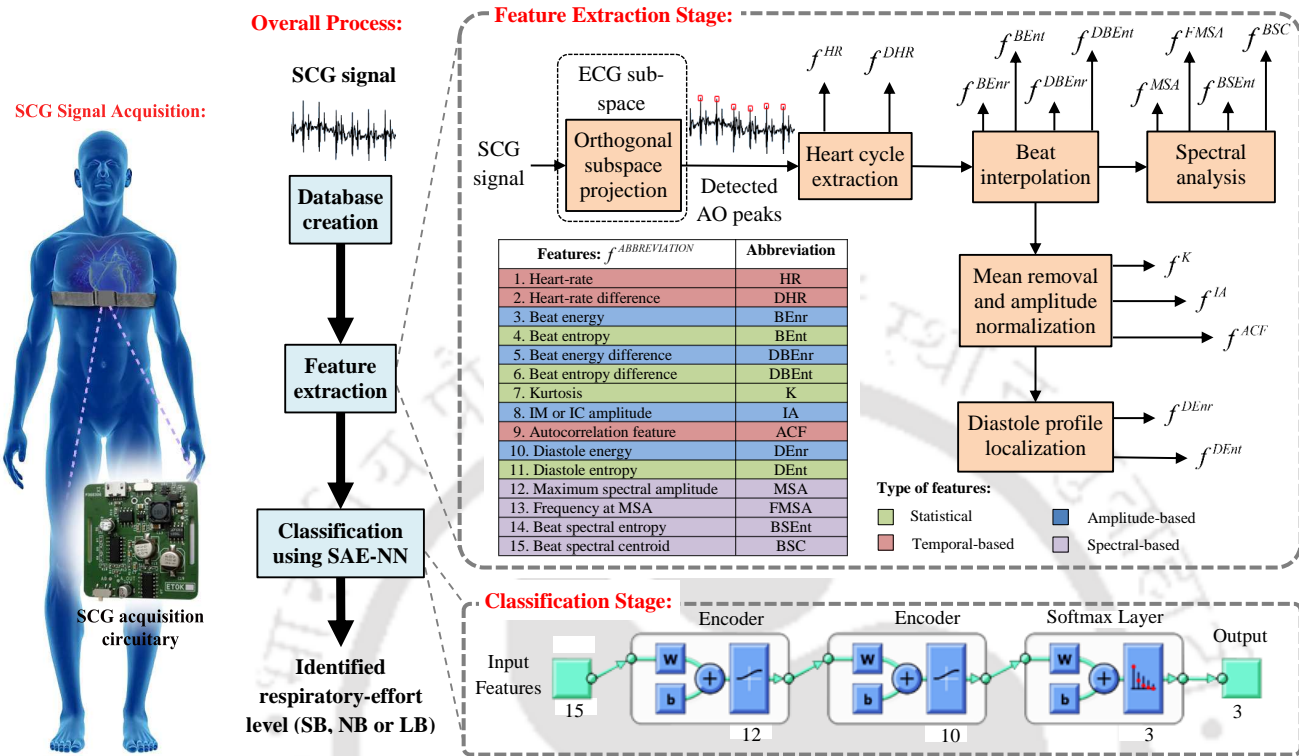 SCG Signal Acquisition:
SCG acquisition
circuitary
ETOK
Overall Process:
SCG signal
Database
creation
Feature
extraction
Classification
using SAE-NN
Identified
respiratory-effort
level (SB, NB or LB)
Feature Extraction Stage:
SCG
signal
ECG sub-
space
Orthogonal
subspace
projection
Detected
AO peaks
f^HR
f^DHR
Heart cycle
extraction
f^BEnr
f^BEnt
f^DBEnr
f^DBEnt
Beat
interpolation
f^MSA
f^FMSA
f^BSEnt
f^BSC
Spectral
analysis
Mean removal
and amplitude
normalization
f^K
f^IA
f^ACF
Diastole profile
localization
f^DEnr
f^DEnt
Features: f^ABBREVIATION Abbreviation
1. Heart-rate HR
2. Heart-rate difference DHR
3. Beat energy BEnr
4. Beat entropy BEnt
5. Beat energy difference DBEnr
6. Beat entropy difference DBEnt
7. Kurtosis K
8. IM or IC amplitude IA
9. Autocorrelation feature ACF
10. Diastole energy DEnr
11. Diastole entropy DEnt
12. Maximum spectral amplitude MSA
13. Frequency at MSA FMSA
14. Beat spectral entropy BSEnt
15. Beat spectral centroid BSC
Type of features:
Statistical
Amplitude-based
Temporal-based
Spectral-based
Classification Stage:
Input
Features
15
Encoder
W
b
+
12
Encoder
W
b
+
10
Softmax Layer
W
b
+
3
Output
3